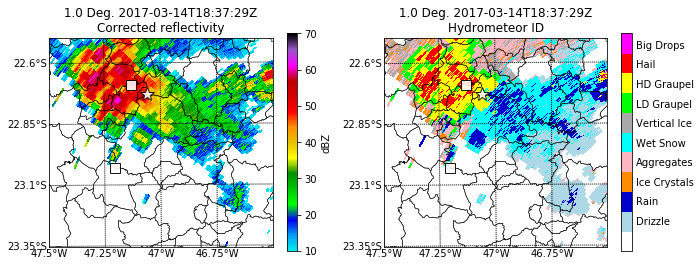 1.0 Deg. 2017-03-14T18:37:29Z
Corrected reflectivity
22.6°S
22.85°S
23.1°S
23.35°S
47.5°W
47.25°W
47°W
46.75°W
70
60
50
40
30
20
10
dBZ
1.0 Deg. 2017-03-14T18:37:29Z
Hydrometeor ID
22.6°S
22.85°S
23.1°S
23.35°S
47.5°W
47.25°W
47°W
46.75°W
Big Drops
Hail
HD Graupel
LD Graupel
Vertical Ice
Wet Snow
Aggregates
Ice Crystals
Rain
Drizzle